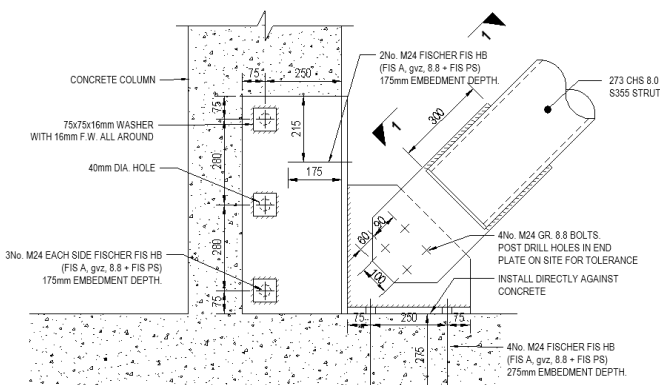 1
75
250
2No. M24 FISCHER FIS HB
(FIS A, gvz, 8.8 + FIS PS)
175mm EMBEDMENT DEPTH.
CONCRETE COLUMN
273 CHS 8.0
S355 STRUT
75
300
1
75x75x16mm WASHER
WITH 16mm F.W. ALL AROUND
215
280
175
40mm DIA. HOLE
90
60
4No. M24 GR. 8.8 BOLTS.
POST DRILL HOLES IN END
PLATE ON SITE FOR TOLERANCE
3No. M24 EACH SIDE FISCHER FIS HB
(FIS A, gvz, 8.8 + FIS PS)
175mm EMBEDMENT DEPTH.
280
100
INSTALL DIRECTLY AGAINST
CONCRETE
75
75
250
75
275
4No. M24 FISCHER FIS HB
(FIS A, gvz, 8.8 + FIS PS)
275mm EMBEDMENT DEPTH.